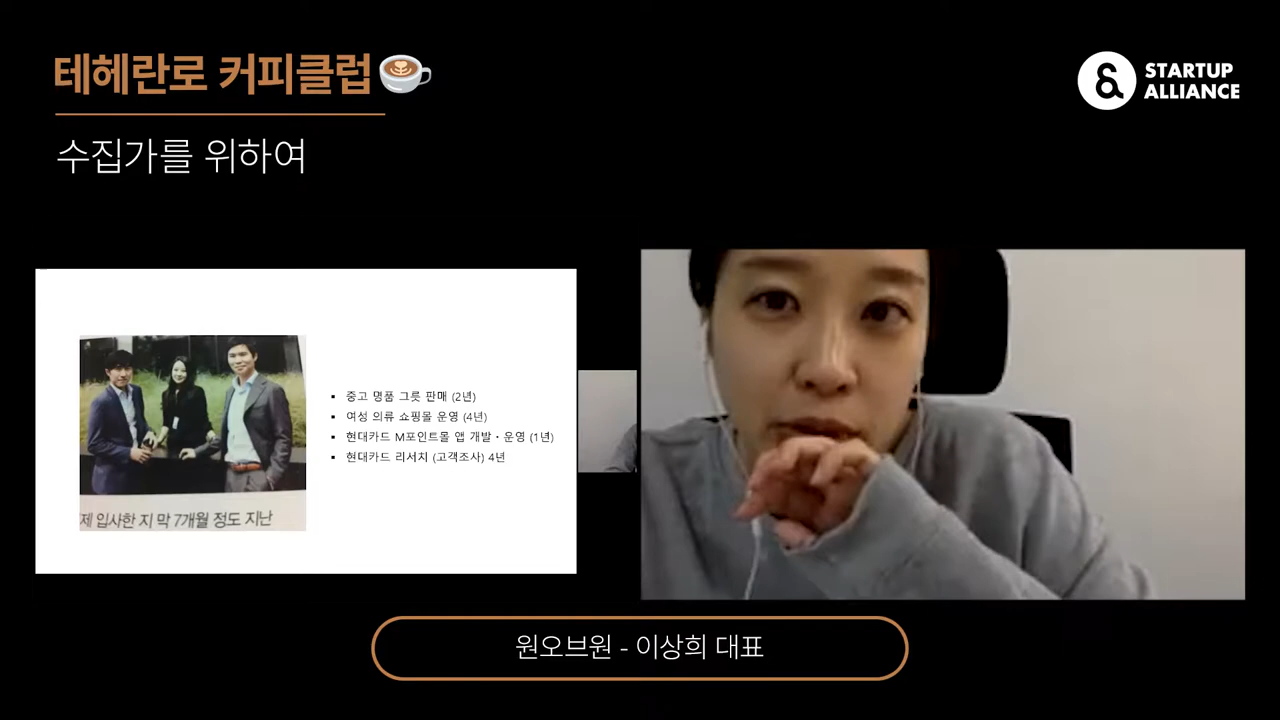 테헤란로 커피클럽
STARTUP
ALLIANCE
수집가를 위하여
▪ 중고 명품 그릇 판매 (2년)
▪ 여성 의류 쇼핑몰 운영 (4년)
▪ 현대카드 M포인트몰 앱 개발・운영 (1년)
▪ 현대카드 리서치 (고객조사) 4년
제 입사한 지 막 7개월 정도 지난
원오브원 - 이상희 대표